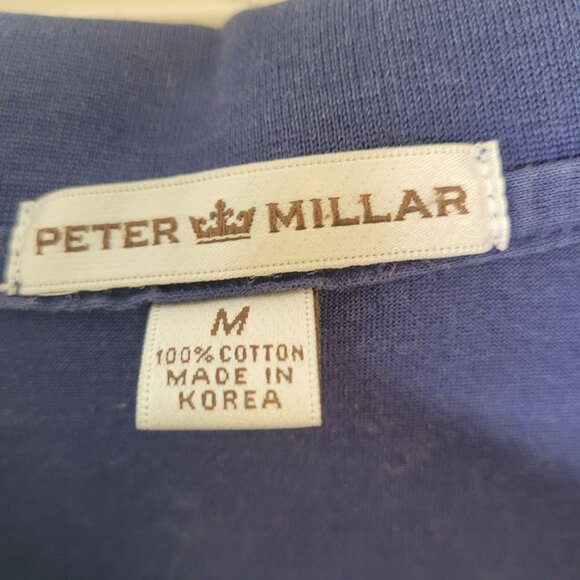 PETER MILLAR
M
100% COTTON
MADE IN
KOREA